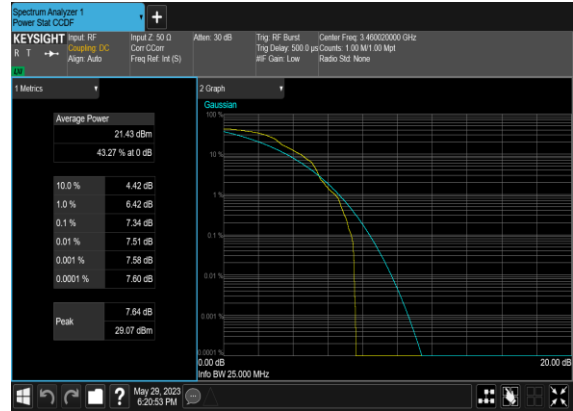 Spectrum Analyzer 1
Power Stat CCDF
KEYSIGHT
R T
LXI
Input: RF
Coupling: DC
Align: Auto
Input Z: 50 Ω
Corr CCorr
Freq Ref: Int (S)
Atten: 30 dB
Trig: RF Burst
Trig Delay: 500.0 µs
#IF Gain: Low
Center Freq: 3.460020000 GHz
Counts: 1.00 M/1.00 Mpt
Radio Std: None
1 Metrics
Average Power
21.43 dBm
43.27 % at 0 dB
10.0 % 4.42 dB
1.0 % 6.42 dB
0.1 % 7.34 dB
0.01 % 7.51 dB
0.001 % 7.58 dB
0.0001 % 7.60 dB
Peak
7.64 dB
29.07 dBm
2 Graph
Gaussian
100 %
10 %
1 %
0.1 %
0.01 %
0.001 %
0.0001 %
0.00 dB 20.00 dB
Info BW 25.000 MHz
?
May 29, 2023
6:20:53 PM